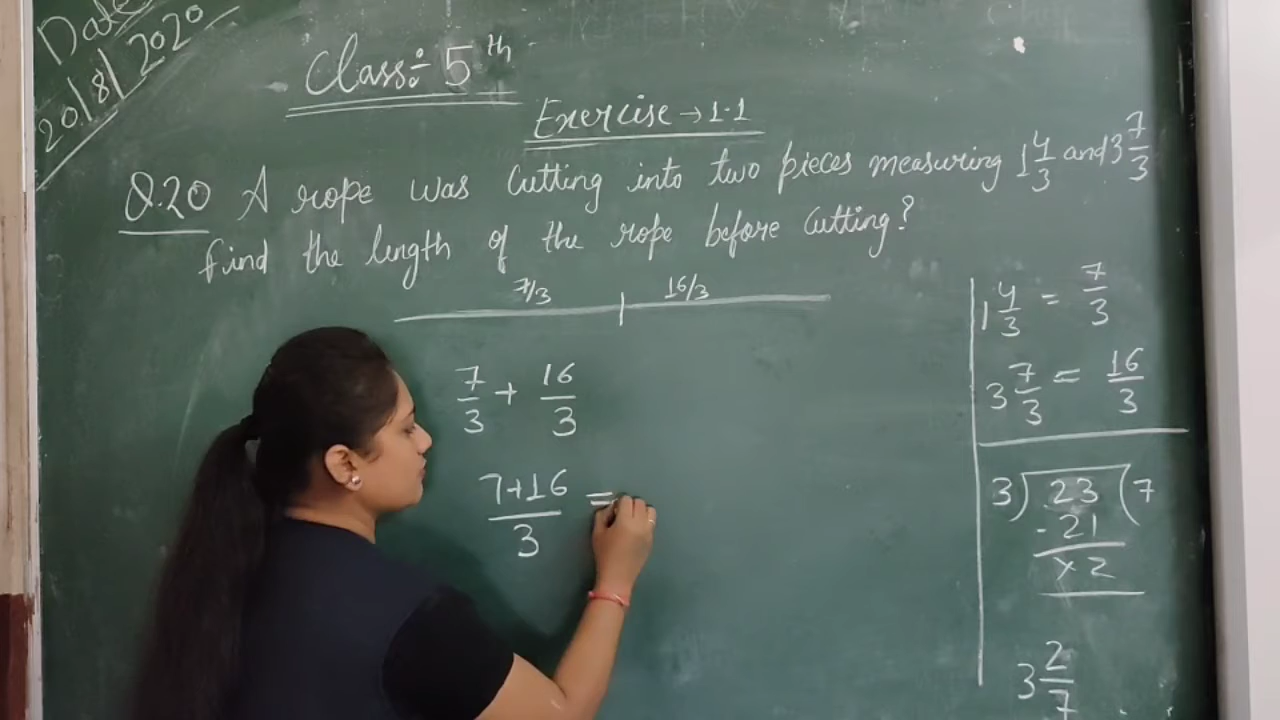 Date
20/8/2020
Class:- 5th
Exercise → 1.1
Q.20 A rope was cutting into two pieces measuring 1 4/3 and 3 7/3
find the length of the rope before cutting?
7/3 16/3
7/3 + 16/3
7+16/3 =
1 4/3 = 7/3
3 7/3 = 16/3
3) 23 (7
-21
×2
3 2/7